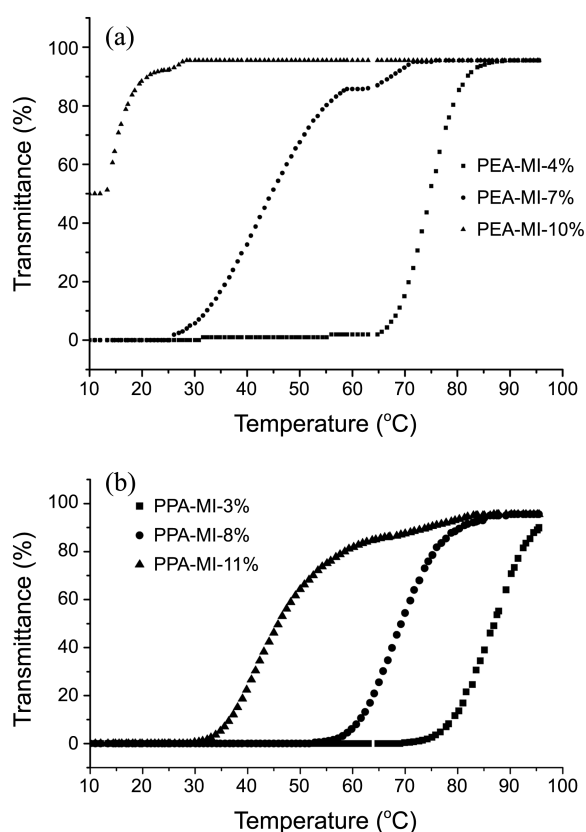 (a)
100
80
60
40
20
0
Transmittance (%)
PEA-MI-4%
PEA-MI-7%
PEA-MI-10%
10 20 30 40 50 60 70 80 90 100
Temperature (°C)
(b)
100
80
60
40
20
0
Transmittance (%)
PPA-MI-3%
PPA-MI-8%
PPA-MI-11%
10 20 30 40 50 60 70 80 90 100
Temperature (°C)